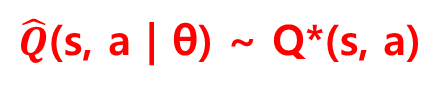 Q̂(s, a | θ) ~ Q*(s, a)